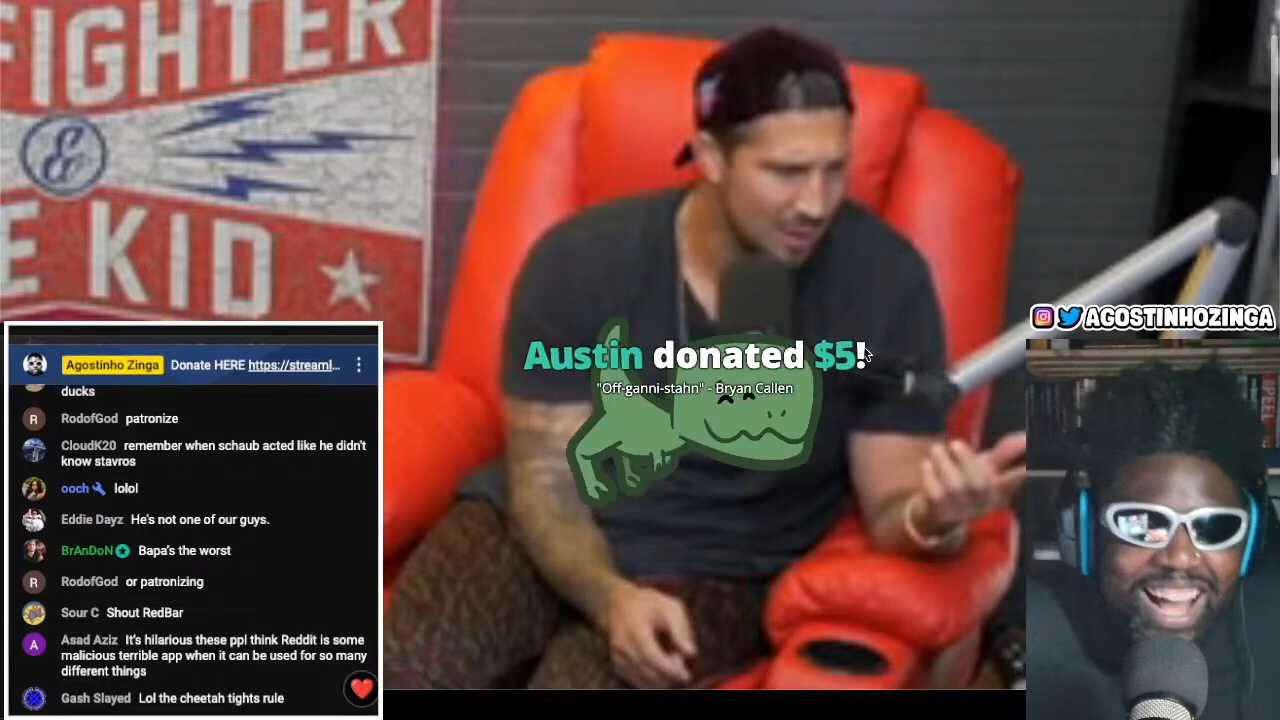 FIGHTER
&
E KID
AGOSTINHOZINGA
Austin donated $5!
"Off-ganni-stahn" - Bryan Callen
Agostinho Zinga Donate HERE https://streaml...
ducks
R RodofGod patronize
CloudK20 remember when schaub acted like he didn't
know stavros
ooch lolol
Eddie Dayz He's not one of our guys.
BrAnDoN Bapa's the worst
R RodofGod or patronizing
Sour C Shout RedBar
A Asad Aziz It's hilarious these ppl think Reddit is some
malicious terrible app when it can be used for so many
different things
Gash Slayed Lol the cheetah tights rule